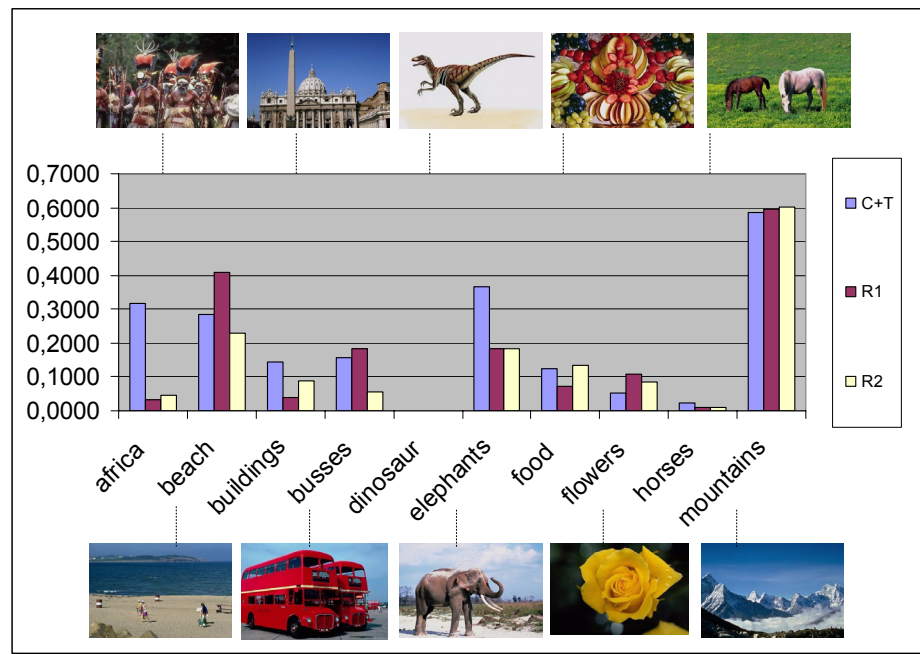 0,7000
0,6000
0,5000
0,4000
0,3000
0,2000
0,1000
0,0000
africa
beach
buildings
busses
dinosaur
elephants
food
flowers
horses
mountains
C+T
R1
R2